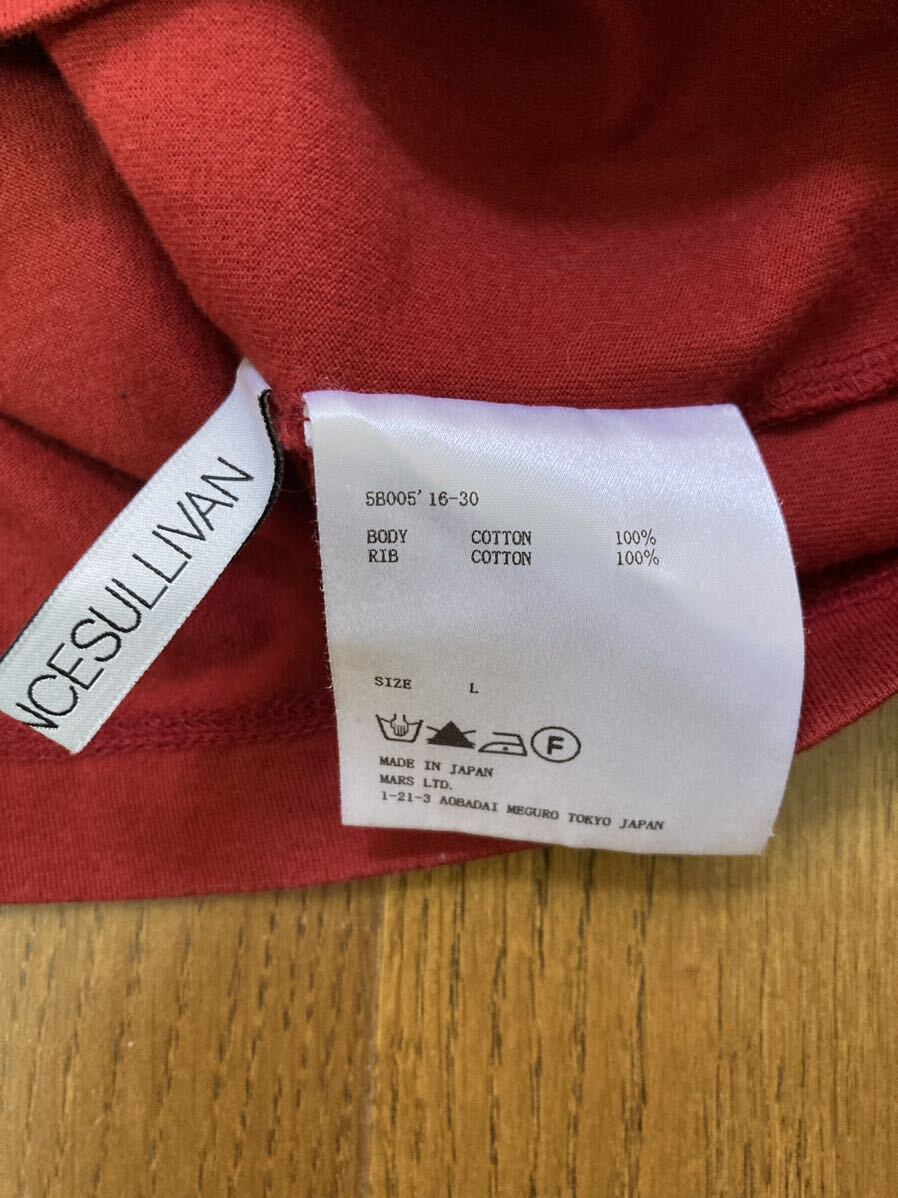 NCESULLIVAN
5B005' 16-30
BODY COTTON 100%
RIB COTTON 100%
SIZE L
F
MADE IN JAPAN
MARS LTD.
1-21-3 AOBADAI MEGURO TOKYO JAPAN